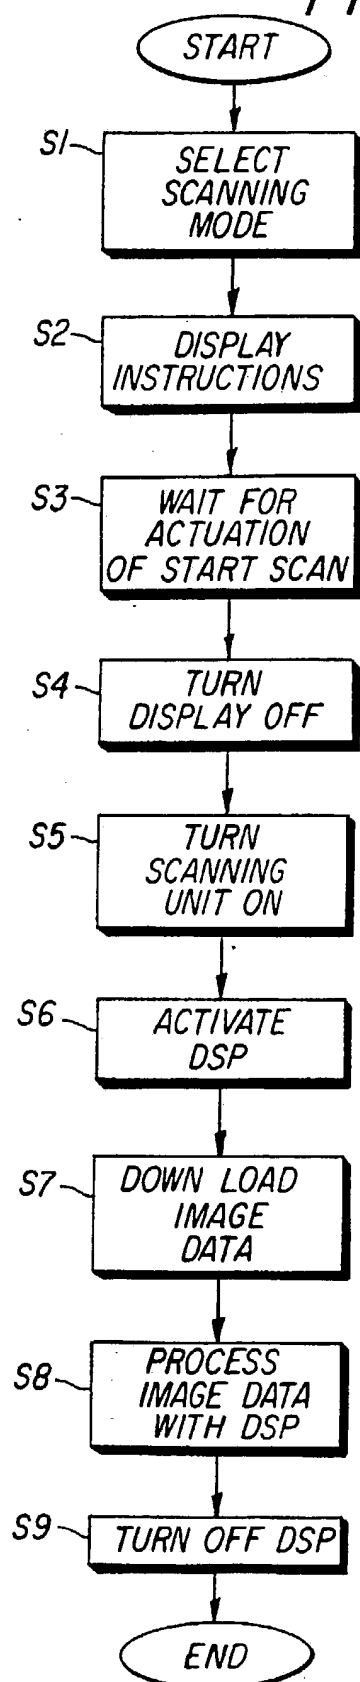 START
S1
SELECT
SCANNING
MODE
S2
DISPLAY
INSTRUCTIONS
S3
WAIT FOR
ACTUATION
OF START SCAN
S4
TURN
DISPLAY OFF
S5
TURN
SCANNING
UNIT ON
S6
ACTIVATE
DSP
S7
DOWN LOAD
IMAGE
DATA
S8
PROCESS
IMAGE DATA
WITH DSP
S9
TURN OFF DSP
END